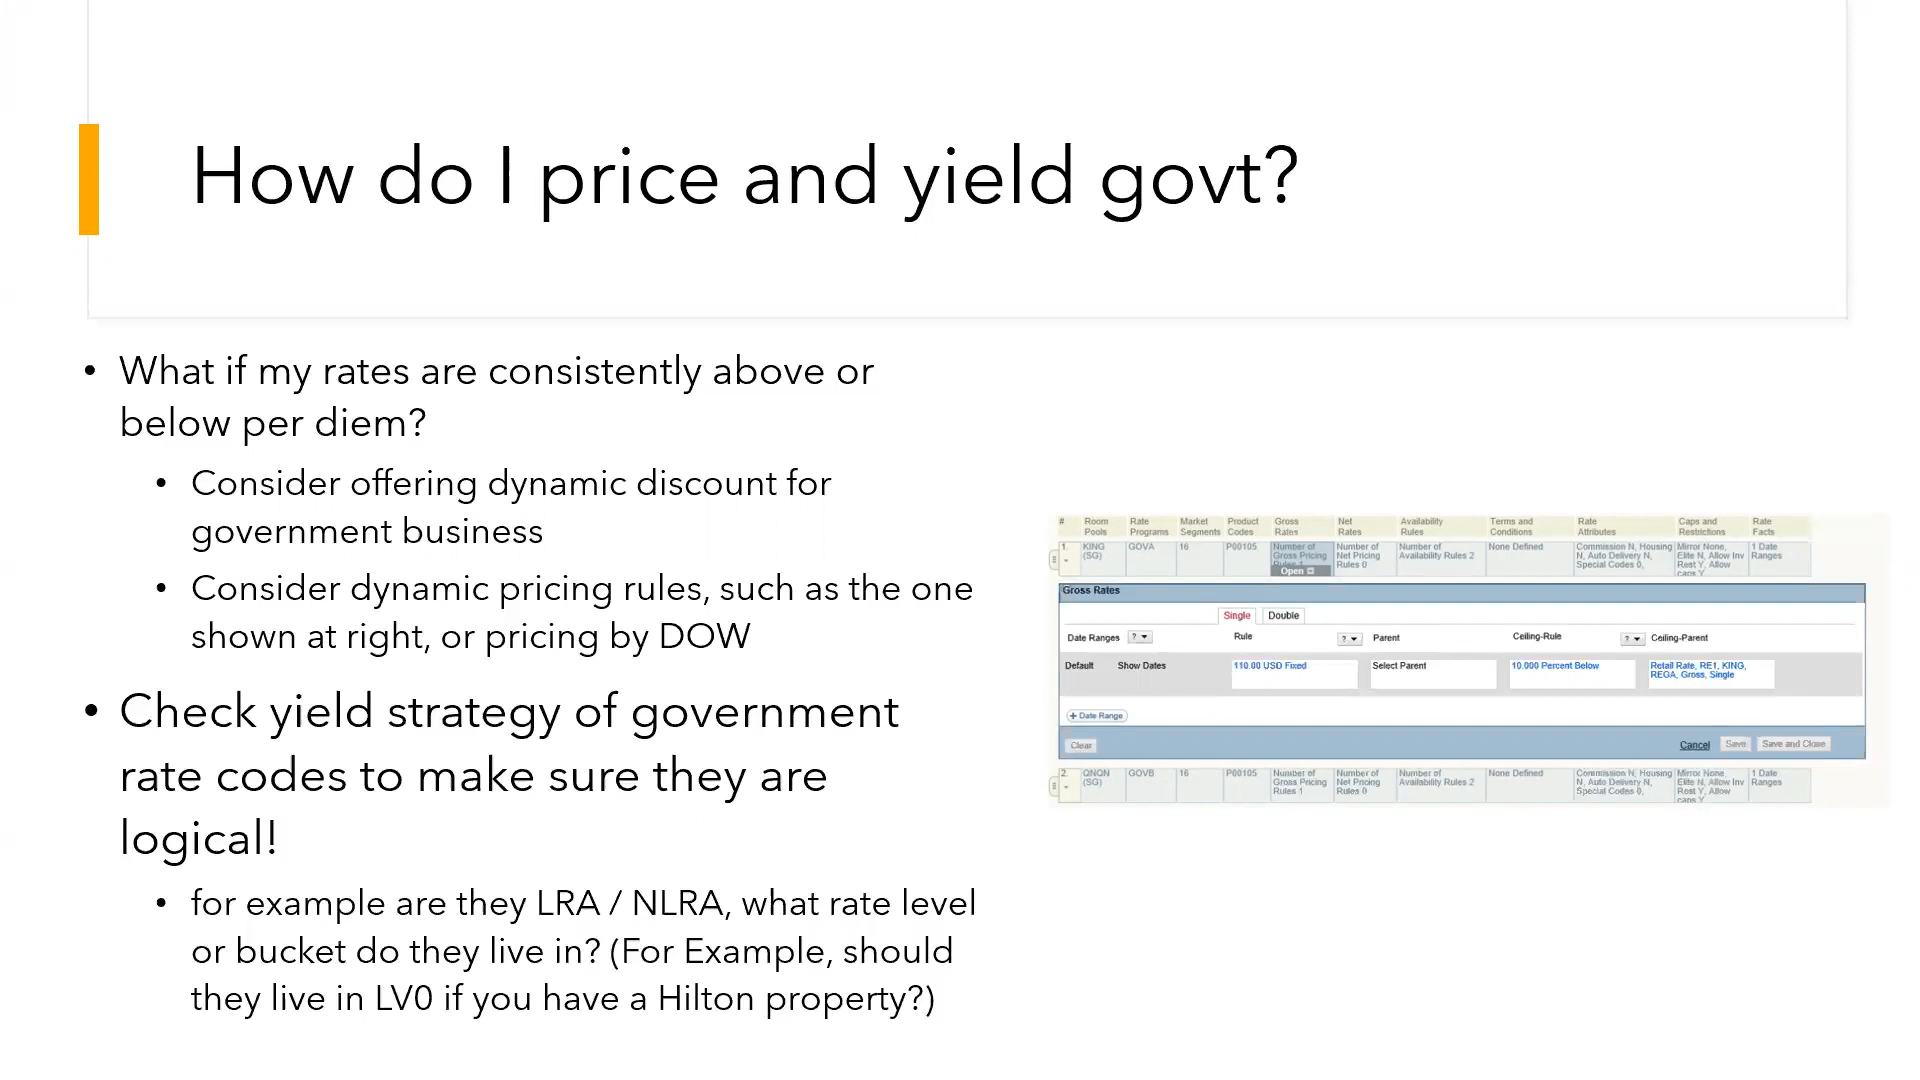 How do I price and yield govt?
• What if my rates are consistently above or
below per diem?
• Consider offering dynamic discount for
government business
• Consider dynamic pricing rules, such as the one
shown at right, or pricing by DOW
• Check yield strategy of government
rate codes to make sure they are
logical!
• for example are they LRA / NLRA, what rate level
or bucket do they live in? (For Example, should
they live in LV0 if you have a Hilton property?)
# Room Rate Market Product Gross Net Availability Terms and Rate Caps and Rate
Pools Programs Segments Codes Rates Rates Rules Conditions Attributes Restrictions Facts
1. KING GOVA 16 P00105 Number of Number of Number of None Defined Commission N, Housing Mirror None, 1 Date
(SG) Gross Pricing Net Pricing Availability Rules 2 N, Auto Delivery N, Elite N, Allow Inv Ranges
Rules 1 Rules 0 Special Codes 0, Rest Y, Allow
Open caps Y
Gross Rates
Single Double
Date Ranges ? Rule ? Parent Ceiling-Rule ? Ceiling-Parent
Default Show Dates 110.00 USD Fixed Select Parent 10.000 Percent Below Retail Rate, RE1, KING,
REGA, Gross, Single
+ Date Range
Clear Cancel Save Save and Close
2. QNQN GOVB 16 P00105 Number of Number of Number of None Defined Commission N, Housing Mirror None, 1 Date
(SG) Gross Pricing Net Pricing Availability Rules 2 N, Auto Delivery N, Elite N, Allow Inv Ranges
Rules 1 Rules 0 Special Codes 0, Rest Y, Allow
caps Y